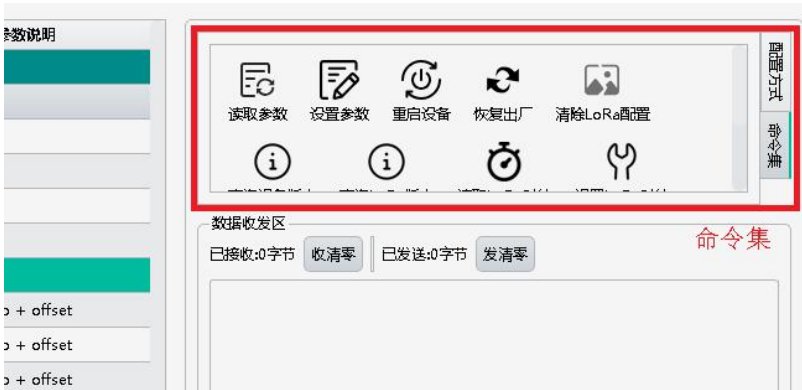 参数说明
读取参数 设置参数 重启设备 恢复出厂 清除LoRa配置
配置方式
命令集
数据收发区
命令集
已接收:0字节 收清零 已发送:0字节 发清零
+ offset
+ offset
+ offset